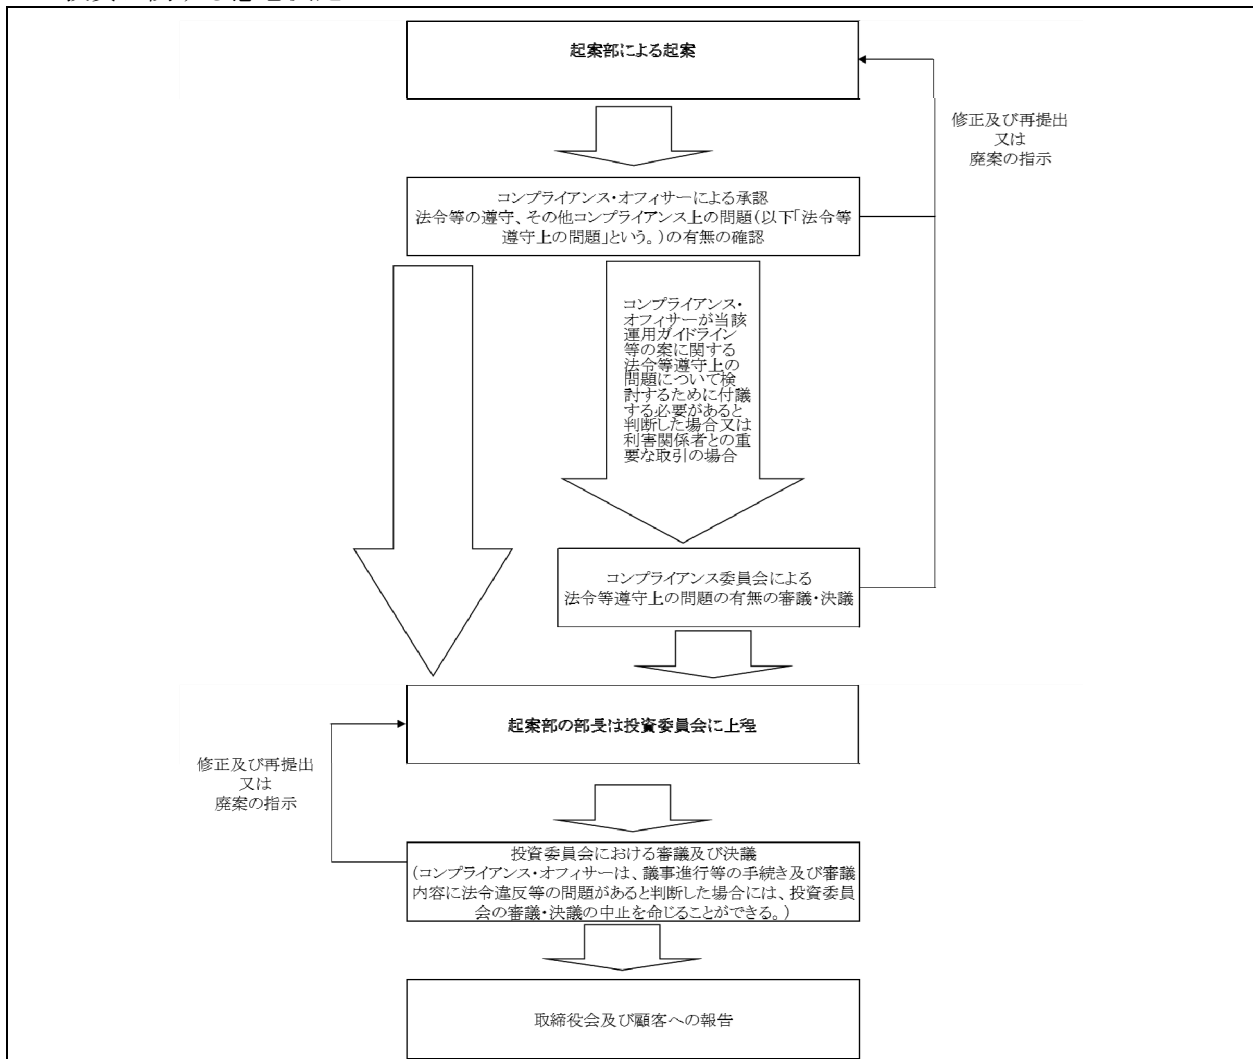 起案部による起案
修正及び再提出
又は
廃案の指示
コンプライアンス・オフィサーによる承認
法令等の遵守、その他コンプライアンス上の問題(以下「法令等
遵守上の問題」という。)の有無の確認
コンプライアンス・
オフィサーが当該
運用ガイドライン
等の案に関する
法令等遵守上の
問題について検
討するために付議
する必要があると
判断した場合又は
利害関係者との重
要な取引の場合
コンプライアンス委員会による
法令等遵守上の問題の有無の審議・決議
起案部の部長は投資委員会に上程
修正及び再提出
又は
廃案の指示
投資委員会における審議及び決議
(コンプライアンス・オフィサーは、議事進行等の手続き及び審議
内容に法令違反等の問題があると判断した場合には、投資委員
会の審議・決議の中止を命じることができる。)
取締役会及び顧客への報告